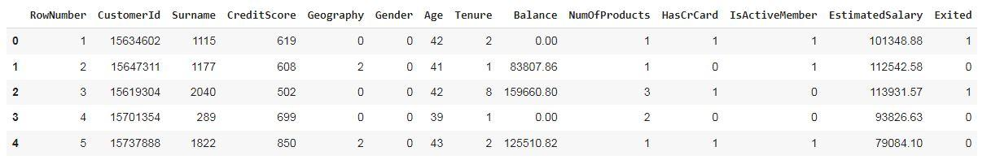 RowNumber CustomerId Surname CreditScore Geography Gender Age Tenure Balance NumOfProducts HasCrCard IsActiveMember EstimatedSalary Exited
0 1 15634602 1115 619 0 0 42 2 0.00 1 1 1 101348.88 1
1 2 15647311 1177 608 2 0 41 1 83807.86 1 0 1 112542.58 0
2 3 15619304 2040 502 0 0 42 8 159660.80 3 1 0 113931.57 1
3 4 15701354 289 699 0 0 39 1 0.00 2 0 0 93826.63 0
4 5 15737888 1822 850 2 0 43 2 125510.82 1 1 1 79084.10 0